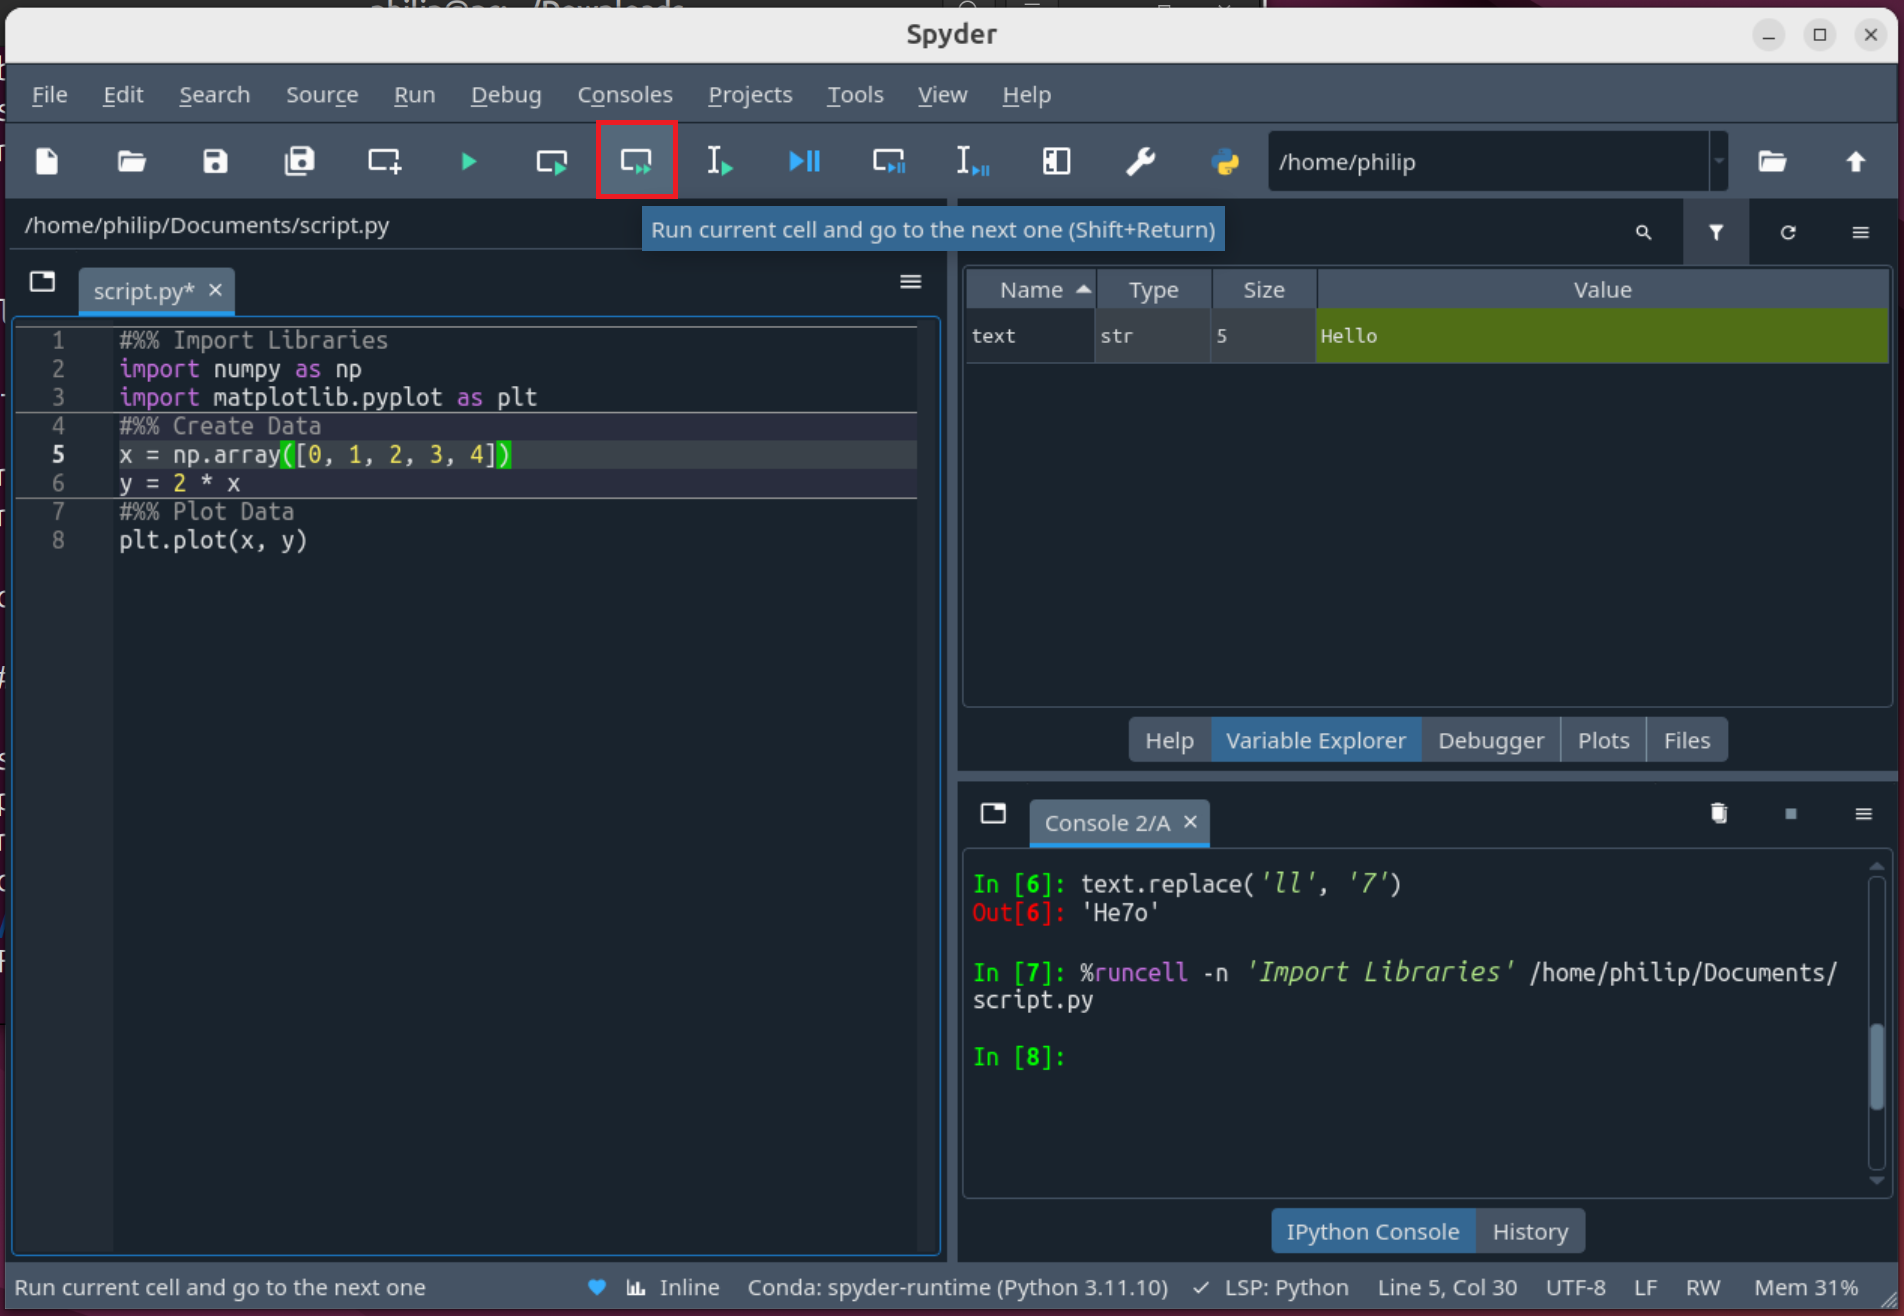 Spyder
File Edit Search Source Run Debug Consoles Projects Tools View Help
/home/philip
/home/philip/Documents/script.py
Run current cell and go to the next one (Shift+Return)
script.py*
1 #%% Import Libraries
2 import numpy as np
3 import matplotlib.pyplot as plt
4 #%% Create Data
5 x = np.array([0, 1, 2, 3, 4])
6 y = 2 * x
7 #%% Plot Data
8 plt.plot(x, y)
Name Type Size Value
text str 5 Hello
Help Variable Explorer Debugger Plots Files
Console 2/A
In [6]: text.replace('ll', '7')
Out[6]: 'He7o'
In [7]: %runcell -n 'Import Libraries' /home/philip/Documents/
script.py
In [8]:
IPython Console History
Run current cell and go to the next one Inline Conda: spyder-runtime (Python 3.11.10) ✓ LSP: Python Line 5, Col 30 UTF-8 LF RW Mem 31%